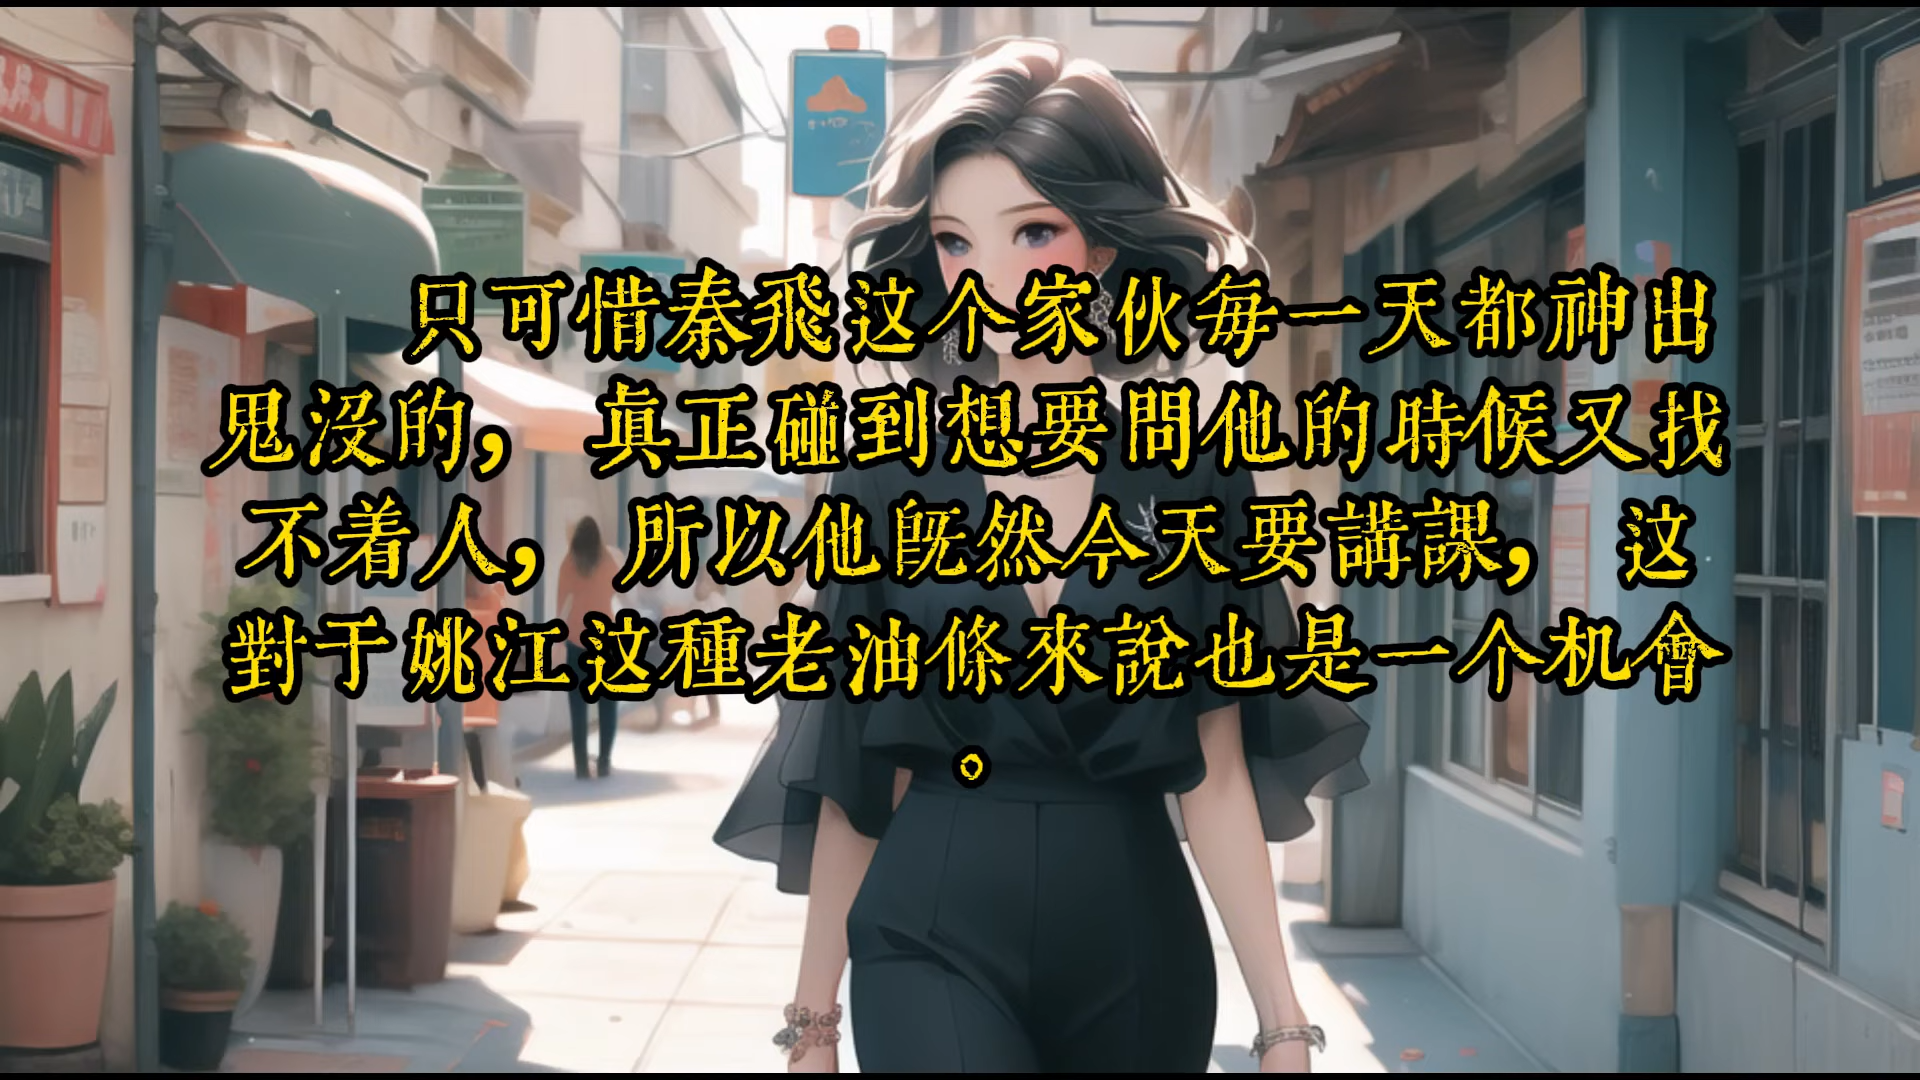 只可惜秦飛这个家伙每一天都神出
鬼没的，真正碰到想要問他的時候又找
不着人，所以他既然今天要講課，这
對于姚江这種老油條來說也是一个机會
。